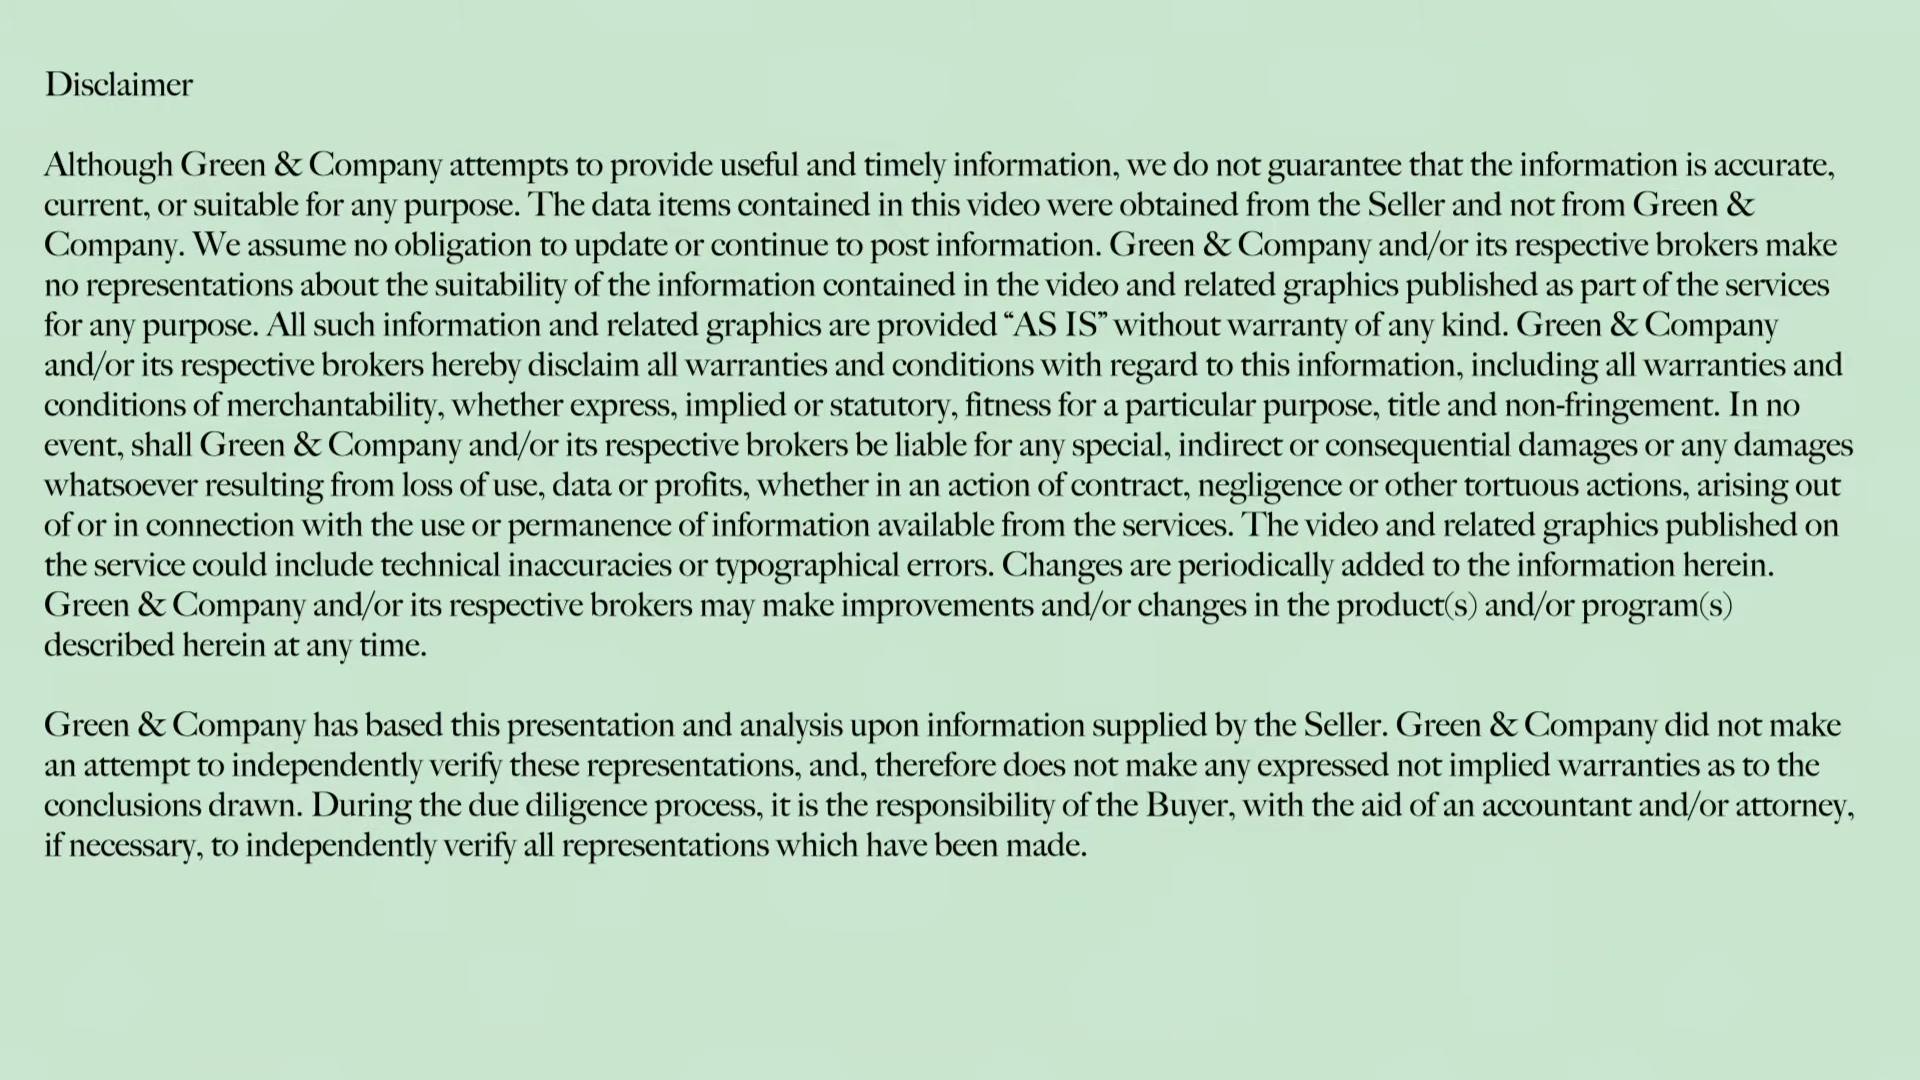 Disclaimer
Although Green & Company attempts to provide useful and timely information, we do not guarantee that the information is accurate,
current, or suitable for any purpose. The data items contained in this video were obtained from the Seller and not from Green &
Company. We assume no obligation to update or continue to post information. Green & Company and/or its respective brokers make
no representations about the suitability of the information contained in the video and related graphics published as part of the services
for any purpose. All such information and related graphics are provided “AS IS” without warranty of any kind. Green & Company
and/or its respective brokers hereby disclaim all warranties and conditions with regard to this information, including all warranties and
conditions of merchantability, whether express, implied or statutory, fitness for a particular purpose, title and non-fringement. In no
event, shall Green & Company and/or its respective brokers be liable for any special, indirect or consequential damages or any damages
whatsoever resulting from loss of use, data or profits, whether in an action of contract, negligence or other tortuous actions, arising out
of or in connection with the use or permanence of information available from the services. The video and related graphics published on
the service could include technical inaccuracies or typographical errors. Changes are periodically added to the information herein.
Green & Company and/or its respective brokers may make improvements and/or changes in the product(s) and/or program(s)
described herein at any time.
Green & Company has based this presentation and analysis upon information supplied by the Seller. Green & Company did not make
an attempt to independently verify these representations, and, therefore does not make any expressed not implied warranties as to the
conclusions drawn. During the due diligence process, it is the responsibility of the Buyer, with the aid of an accountant and/or attorney,
if necessary, to independently verify all representations which have been made.